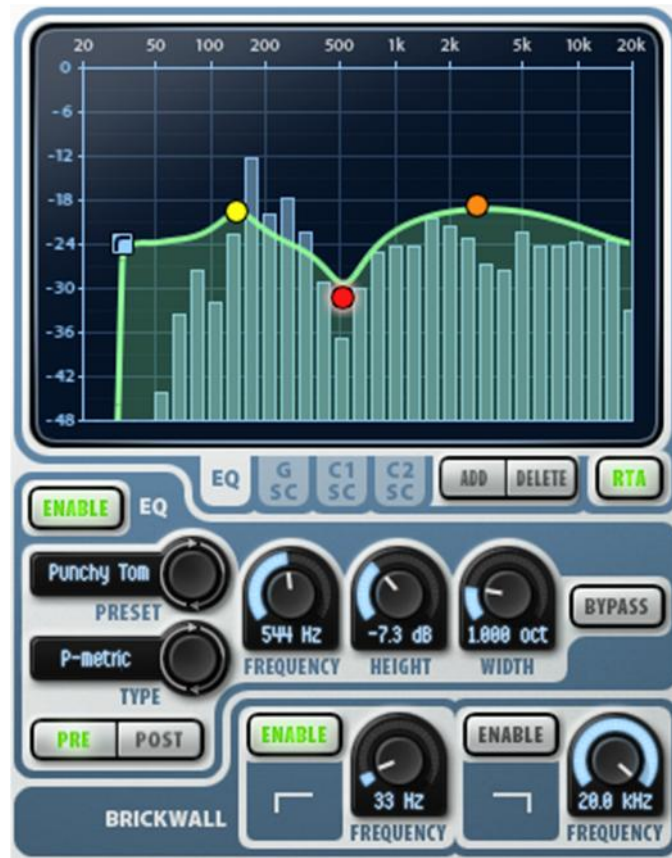 20 50 100 200 500 1k 2k 5k 10k 20k
0
-6
-12
-18
-24
-30
-36
-42
-48
EQ G SC C1 SC C2 SC ADD DELETE RTA
ENABLE EQ
Punchy Tom
PRESET
544 Hz -7.3 dB 1.000 oct BYPASS
FREQUENCY HEIGHT WIDTH
P-metric
TYPE
PRE POST
ENABLE ENABLE
33 Hz 20.0 kHz
BRICKWALL FREQUENCY FREQUENCY